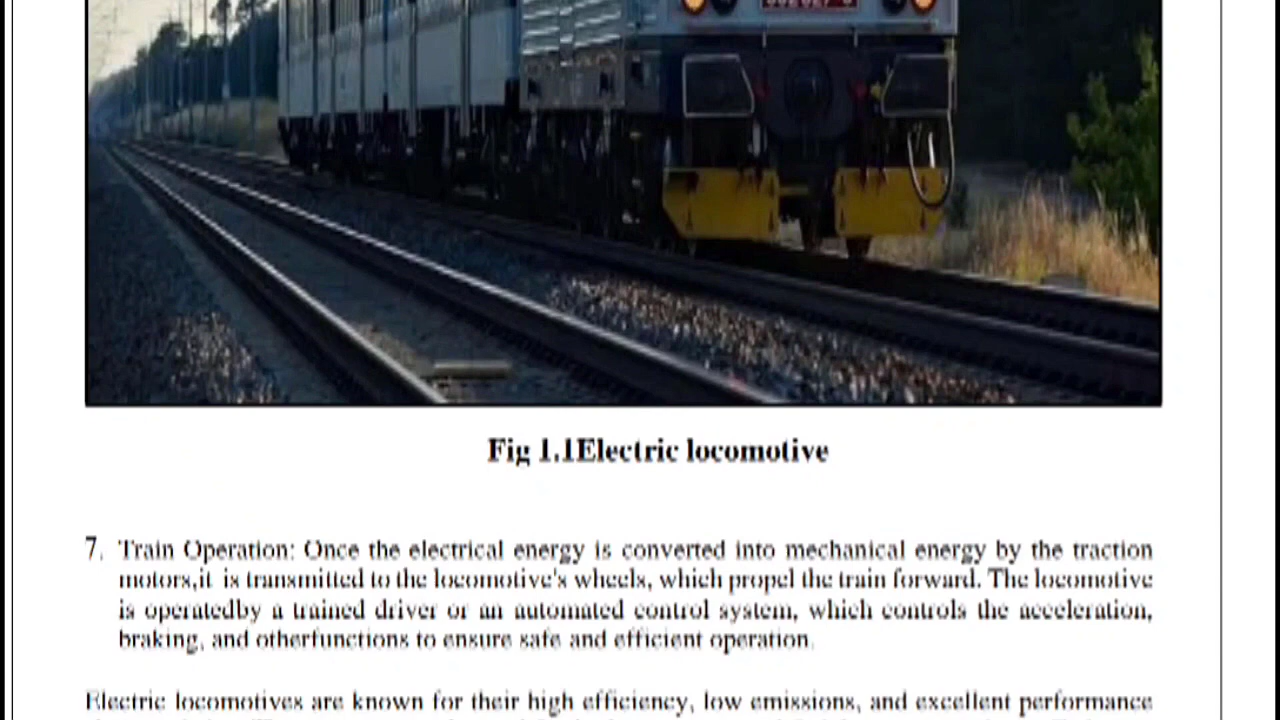 Fig 1.1Electric locomotive
7. Train Operation: Once the electrical energy is converted into mechanical energy by the traction
motors,it is transmitted to the locomotive's wheels, which propel the train forward. The locomotive
is operatedby a trained driver or an automated control system, which controls the acceleration,
braking, and otherfunctions to ensure safe and efficient operation.
Electric locomotives are known for their high efficiency, low emissions, and excellent performance